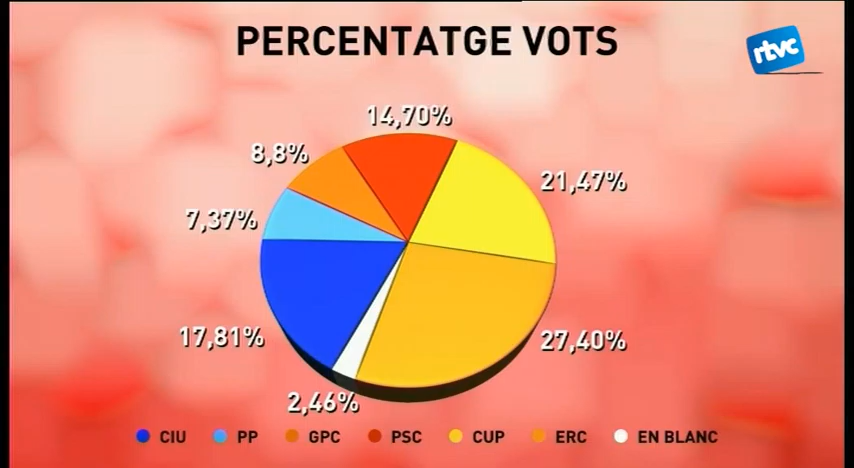 PERCENTATGE VOTS
rtvc
14,70%
8,8%
21,47%
7,37%
17,81%
27,40%
2,46%
CIU PP GPC PSC CUP ERC EN BLANC